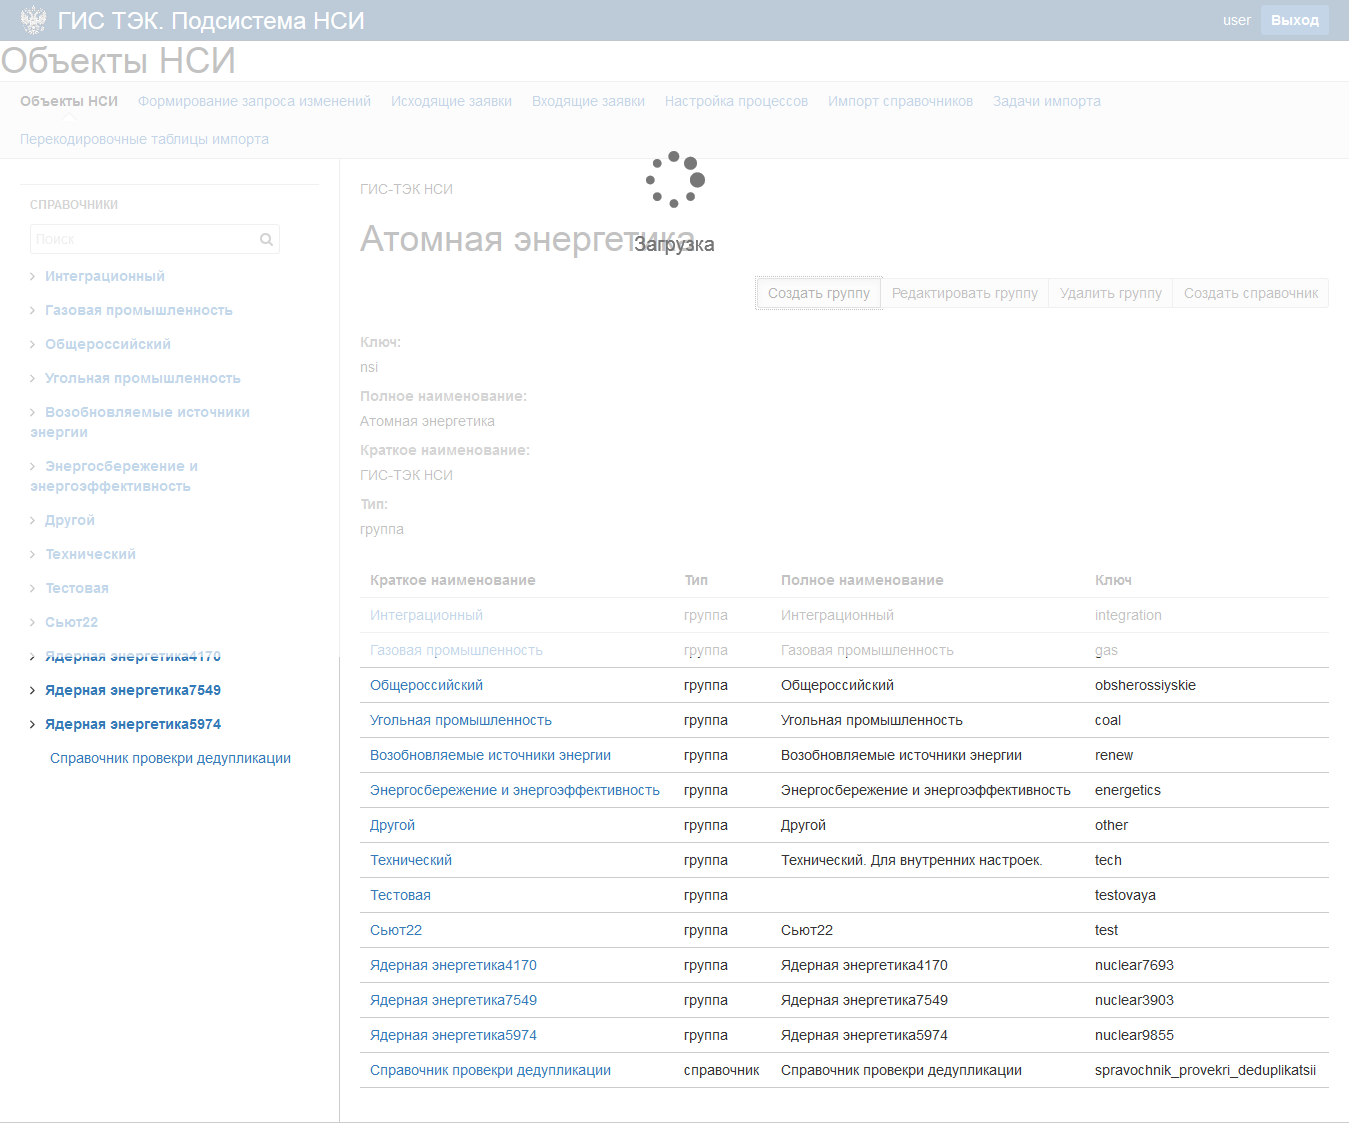 ГИС ТЭК. Подсистема НСИ
user Выход
Объекты НСИ
Объекты НСИ Формирование запроса изменений Исходящие заявки Входящие заявки Настройка процессов Импорт справочников Задачи импорта
Перекодировочные таблицы импорта
СПРАВОЧНИКИ
Поиск
Интеграционный
Газовая промышленность
Общероссийский
Угольная промышленность
Возобновляемые источники
энергии
Энергосбережение и
энергоэффективность
Другой
Технический
Тестовая
Сьют22
Ядерная энергетика4170
Ядерная энергетика7549
Ядерная энергетика5974
Справочник провекри дедупликации
ГИС-ТЭК НСИ
Атомная энергетика
Загрузка
Создать группу Редактировать группу Удалить группу Создать справочник
Ключ:
nsi
Полное наименование:
Атомная энергетика
Краткое наименование:
ГИС-ТЭК НСИ
Тип:
группа
Краткое наименование Тип Полное наименование Ключ
Интеграционный группа Интеграционный integration
Газовая промышленность группа Газовая промышленность gas
Общероссийский группа Общероссийский obsherossiyskie
Угольная промышленность группа Угольная промышленность coal
Возобновляемые источники энергии группа Возобновляемые источники энергии renew
Энергосбережение и энергоэффективность группа Энергосбережение и энергоэффективность energetics
Другой группа Другой other
Технический группа Технический. Для внутренних настроек. tech
Тестовая группа testovaya
Сьют22 группа Сьют22 test
Ядерная энергетика4170 группа Ядерная энергетика4170 nuclear7693
Ядерная энергетика7549 группа Ядерная энергетика7549 nuclear3903
Ядерная энергетика5974 группа Ядерная энергетика5974 nuclear9855
Справочник провекри дедупликации справочник Справочник провекри дедупликации spravochnik_provekri_deduplikatsii